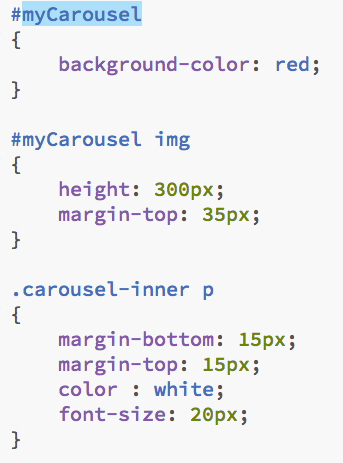 #myCarousel
{
    background-color: red;
}

#myCarousel img
{
    height: 300px;
    margin-top: 35px;
}

.carousel-inner p
{
    margin-bottom: 15px;
    margin-top: 15px;
    color : white;
    font-size: 20px;
}